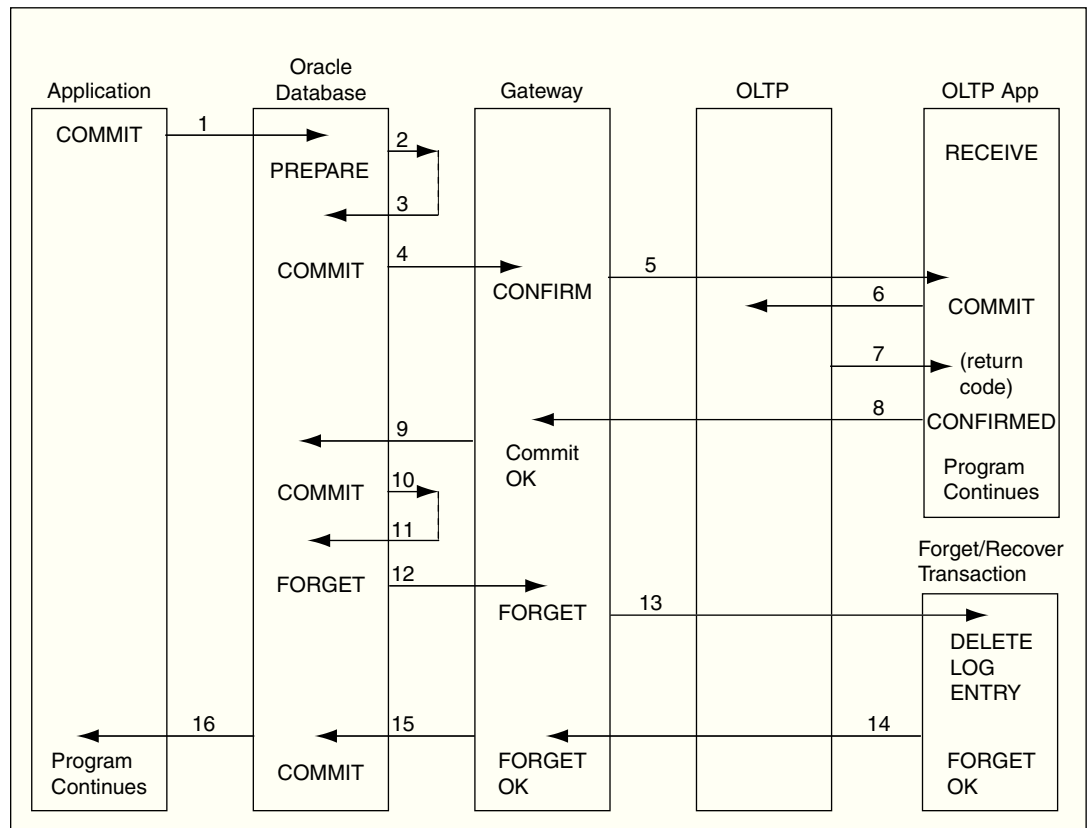 Application
Oracle
Database
Gateway
OLTP
OLTP App
COMMIT
1
2
RECEIVE
PREPARE
3
COMMIT
4
CONFIRM
5
6
COMMIT
7
(return
code)
8
CONFIRMED
9
Commit
OK
Program
Continues
COMMIT
10
11
Forget/Recover
Transaction
FORGET
12
FORGET
13
DELETE
LOG
ENTRY
16
15
14
Program
Continues
COMMIT
FORGET
OK
FORGET
OK